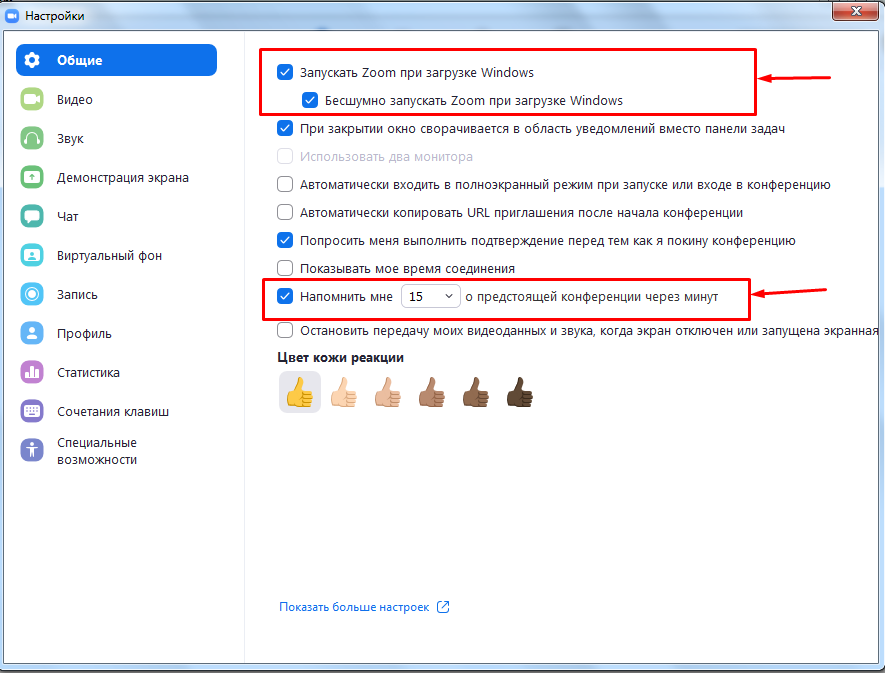 Настройки
Общие
Видео
Звук
Демонстрация экрана
Чат
Виртуальный фон
Запись
Профиль
Статистика
Сочетания клавиш
Специальные
возможности
Запускать Zoom при загрузке Windows
Бесшумно запускать Zoom при загрузке Windows
При закрытии окно сворачивается в область уведомлений вместо панели задач
Использовать два монитора
Автоматически входить в полноэкранный режим при запуске или входе в конференцию
Автоматически копировать URL приглашения после начала конференции
Попросить меня выполнить подтверждение перед тем как я покину конференцию
Показывать мое время соединения
Напомнить мне 15 о предстоящей конференции через минут
Остановить передачу моих видеоданных и звука, когда экран отключен или запущена экранная
Цвет кожи реакции
Показать больше настроек